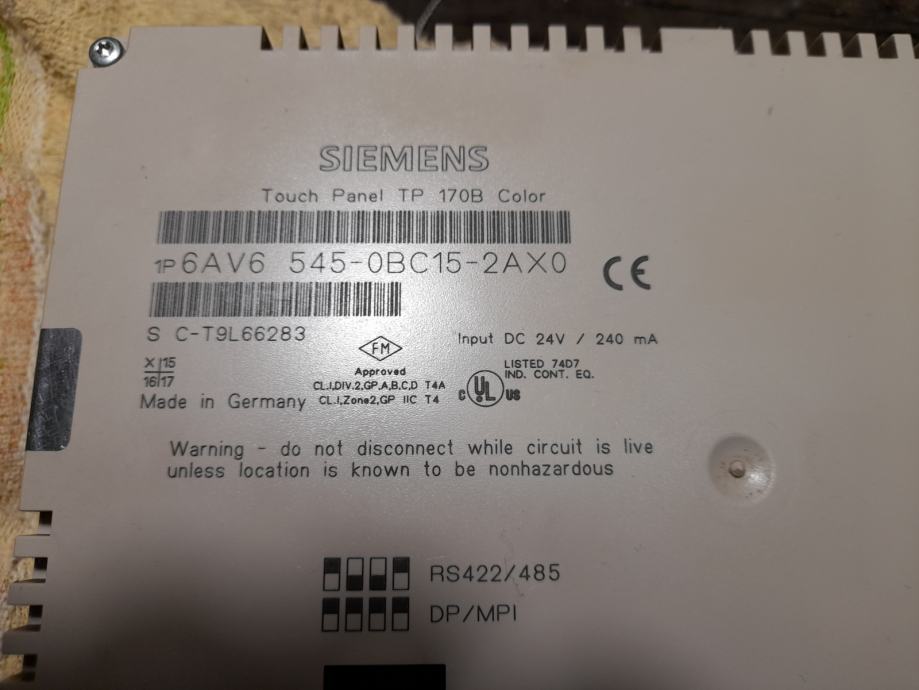 SIEMENS
Touch Panel TP 170B Color
1P 6AV6 545-0BC15-2AX0
CE
S C-T9L66283
Input DC 24V / 240 mA
FM
Approved
CL.I,DIV.2,GP.A,B,C,D T4A
CL.I,Zone2,GP IIC T4
C UL US
LISTED 74D7
IND. CONT. EQ.
X 15
16 17
Made in Germany
Warning - do not disconnect while circuit is live
unless location is known to be nonhazardous
RS422/485
DP/MPI